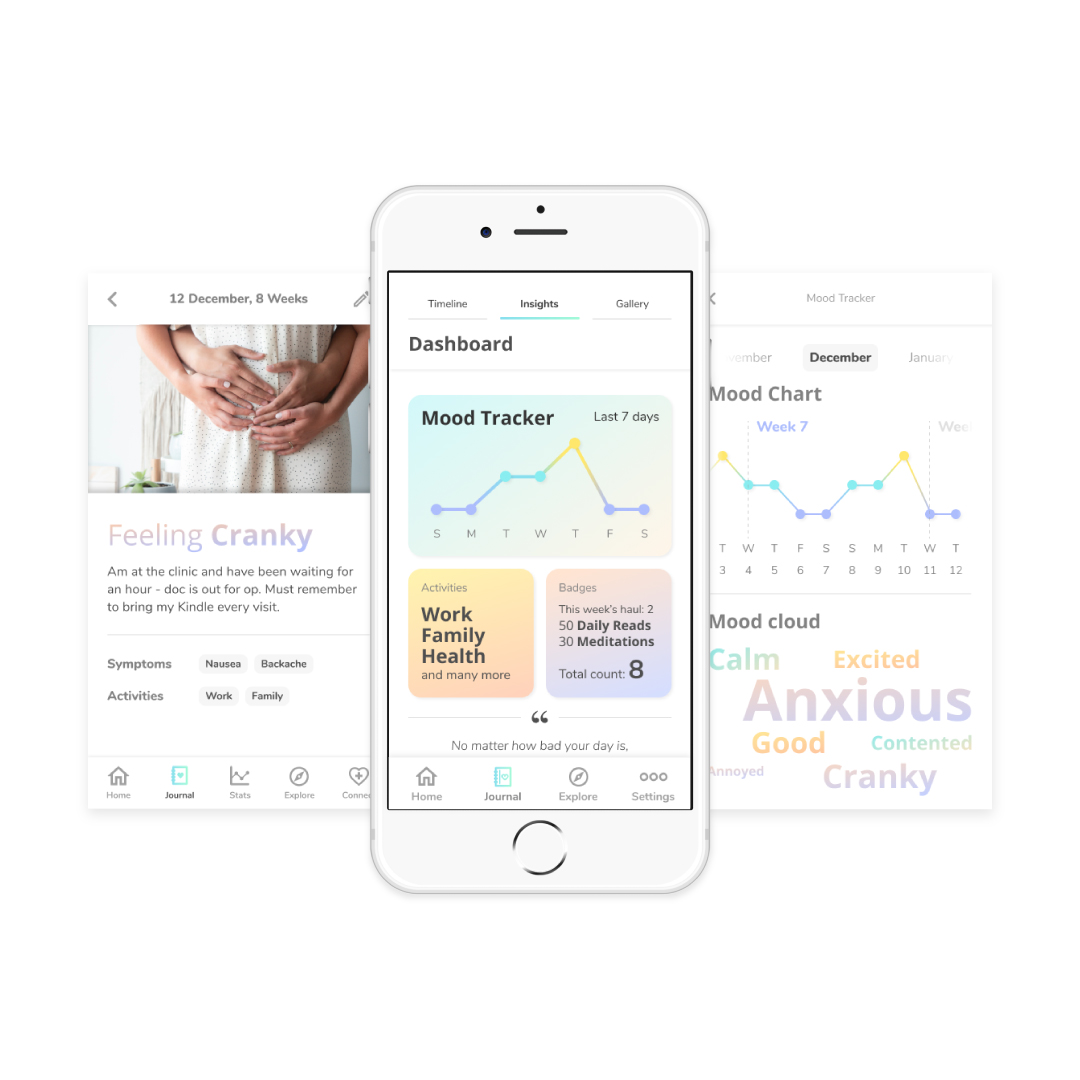 12 December, 8 Weeks
Feeling Cranky
Am at the clinic and have been waiting for
an hour - doc is out for op. Must remember
to bring my Kindle every visit.
Symptoms Nausea Backache
Activities Work Family
Home Journal Stats Explore Connec
Timeline Insights Gallery
Dashboard
Mood Tracker Last 7 days
S M T W T F S
Activities
Work
Family
Health
and many more
Badges
This week's haul: 2
50 Daily Reads
30 Meditations
Total count: 8
“
No matter how bad your day is,
Home Journal Explore Settings
Mood Tracker
vember December January
Mood Chart
Week 7 Wee
T W T F S S M T W T
3 4 5 6 7 8 9 10 11 12
Mood cloud
Calm Excited
Anxious
Good Contented
Annoyed Cranky